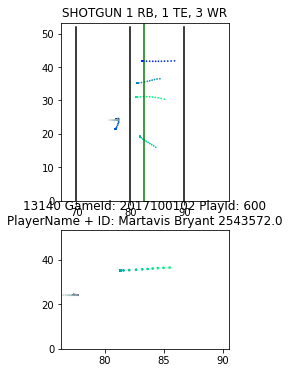 SHOTGUN 1 RB, 1 TE, 3 WR
50
40
30
20
10
0
70 80 90
13140 GameId: 2017100102 PlayId: 600
PlayerName + ID: Martavis Bryant 2543572.0
40
20
0
80 85 90